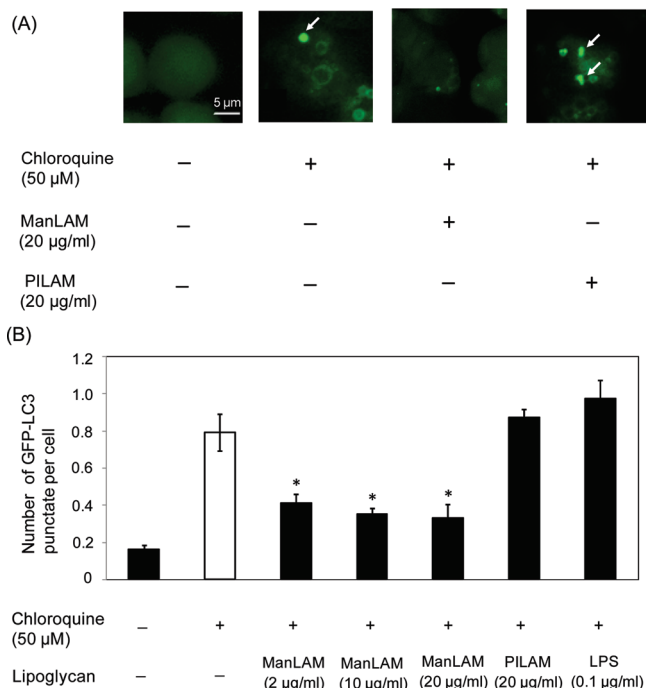 (A)
5 µm
Chloroquine – + + +
(50 µM)
ManLAM – – + –
(20 µg/ml)
PILAM – – – +
(20 µg/ml)
(B)
Number of GFP-LC3
punctate per cell
1.2
1.0
0.8
0.6
0.4
0.2
0
* * *
Chloroquine – + + + + + +
(50 µM)
Lipoglycan – – ManLAM ManLAM ManLAM PILAM LPS
(2 µg/ml) (10 µg/ml) (20 µg/ml) (20 µg/ml) (0.1 µg/ml)